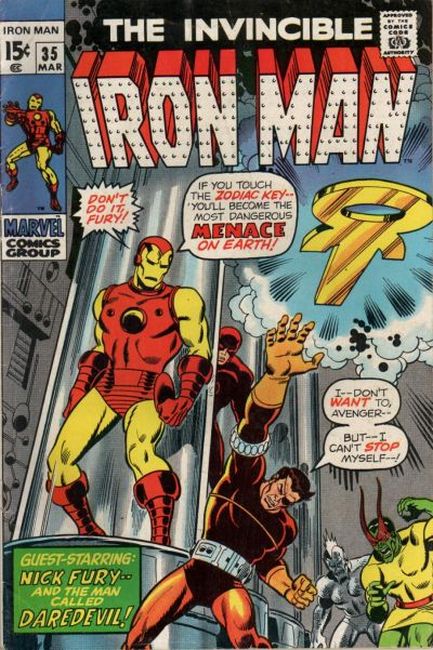 IRON MAN
15¢
CC
35
MAR
MARVEL
COMICS
GROUP
APPROVED
BY THE
COMICS
CODE
AUTHORITY
THE INVINCIBLE
IRON MAN
DON'T
DO IT,
FURY!
IF YOU TOUCH
THE ZODIAC KEY--
YOU'LL BECOME THE
MOST DANGEROUS
MENACE
ON EARTH!
I--DON'T
WANT TO,
AVENGER--
BUT--I
CAN'T STOP
MYSELF--!
GUEST-STARRING:
NICK FURY--
AND THE MAN
CALLED
DAREDEVIL!